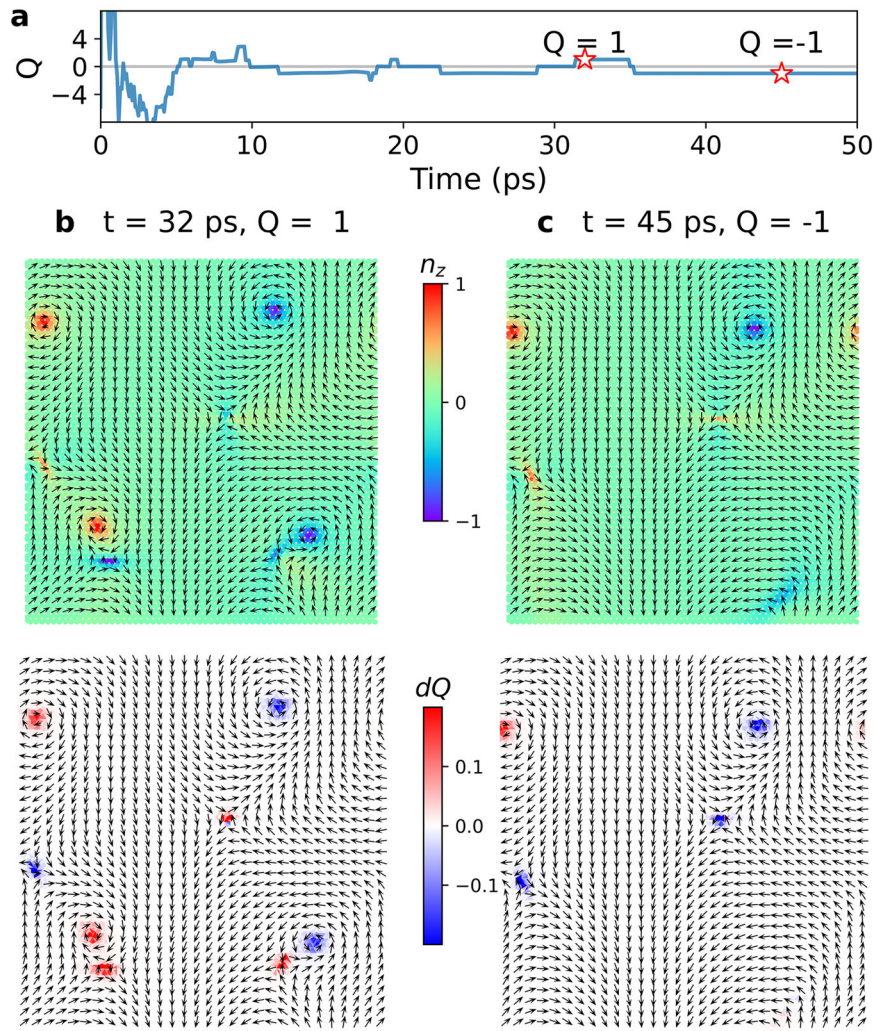 a
Q = 1
Q =-1
4
0
−4
Q
0
10
20
30
40
50
Time (ps)
b t = 32 ps, Q = 1
c t = 45 ps, Q = -1
n_z
1
0
−1
dQ
0.1
0.0
−0.1